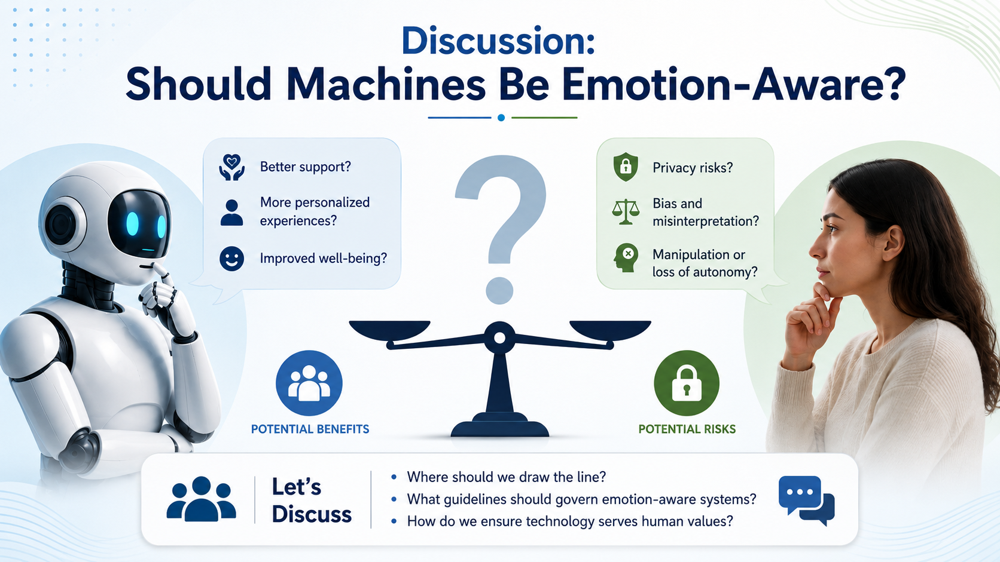 Discussion:
Should Machines Be Emotion-Aware?
Better support?
More personalized
experiences?
Improved well-being?
Privacy risks?
Bias and
misinterpretation?
Manipulation or
loss of autonomy?
POTENTIAL BENEFITS
POTENTIAL RISKS
Let's
Discuss
• Where should we draw the line?
• What guidelines should govern emotion-aware systems?
• How do we ensure technology serves human values?